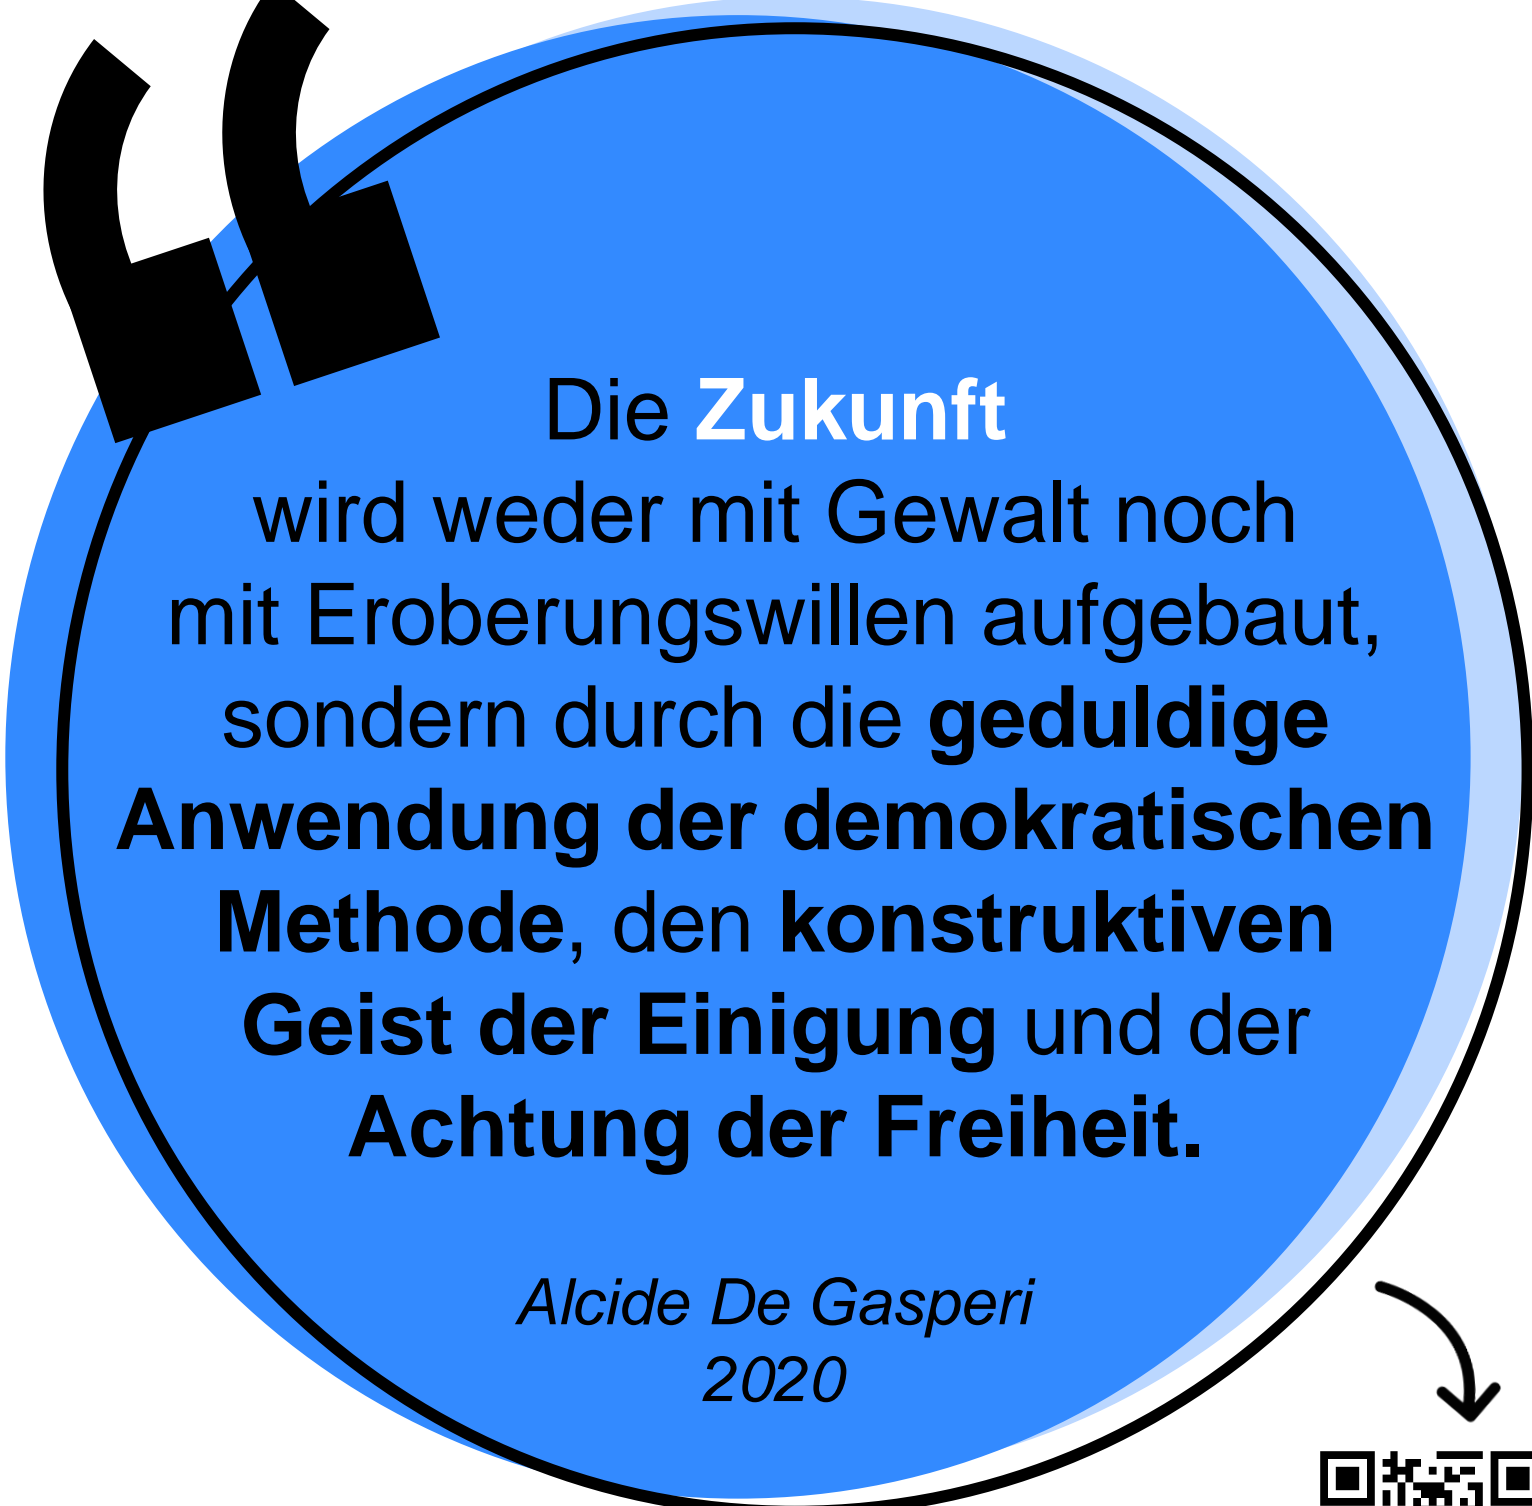 Die Zukunft
wird weder mit Gewalt noch
mit Eroberungswillen aufgebaut,
sondern durch die geduldige
Anwendung der demokratischen
Methode, den konstruktiven
Geist der Einigung und der
Achtung der Freiheit.
Alcide De Gasperi
2020